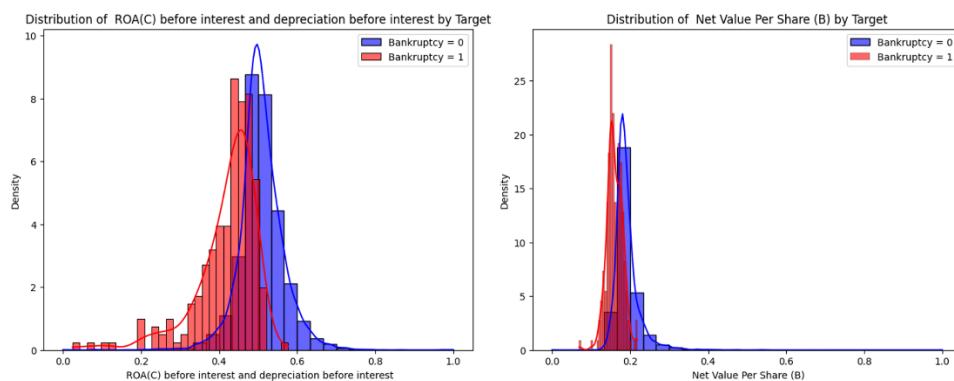 Distribution of  ROA(C) before interest and depreciation before interest by Target
Bankruptcy = 0
Bankruptcy = 1
10
8
6
4
2
0
Density
0.0 0.2 0.4 0.6 0.8 1.0
ROA(C) before interest and depreciation before interest
Distribution of  Net Value Per Share (B) by Target
Bankruptcy = 0
Bankruptcy = 1
25
20
15
10
5
0
Density
0.0 0.2 0.4 0.6 0.8 1.0
Net Value Per Share (B)